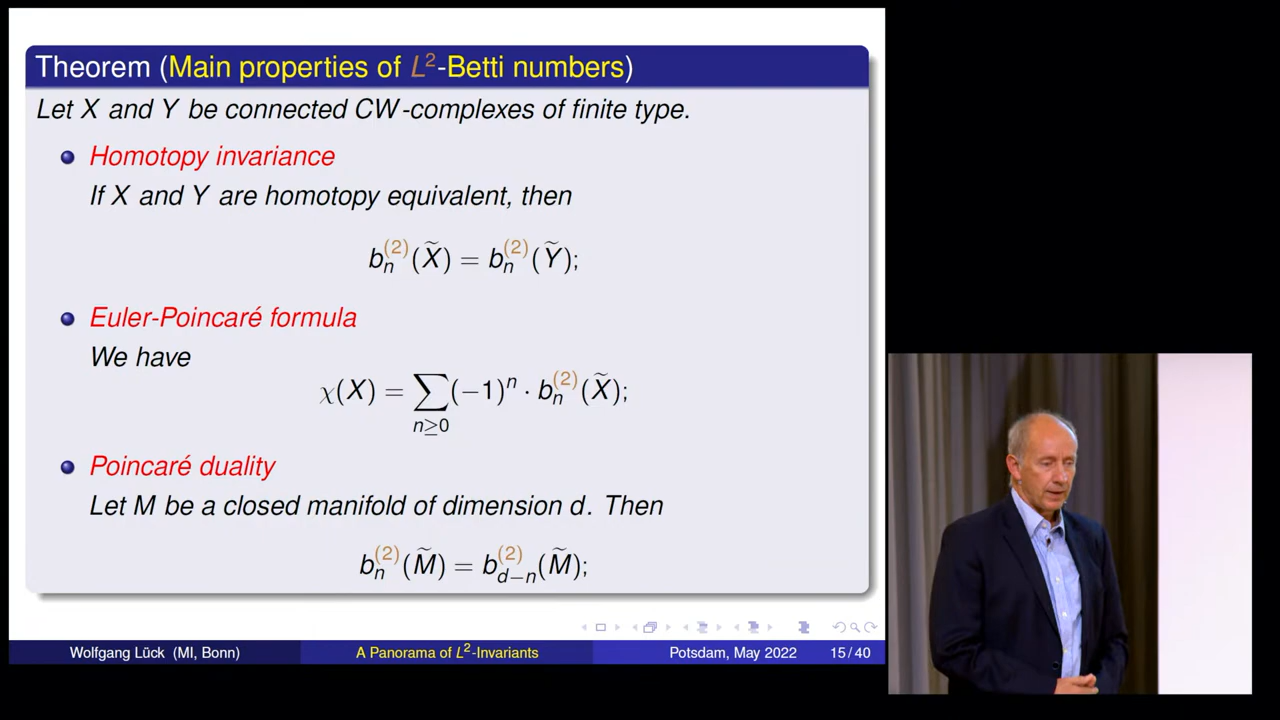 Theorem (Main properties of L²-Betti numbers)
Let X and Y be connected CW-complexes of finite type.
Homotopy invariance
If X and Y are homotopy equivalent, then
b_n^{(2)}(X̃) = b_n^{(2)}(Ỹ);
Euler-Poincaré formula
We have
χ(X) = ∑_{n≥0} (−1)^n · b_n^{(2)}(X̃);
Poincaré duality
Let M be a closed manifold of dimension d. Then
b_n^{(2)}(M̃) = b_{d−n}^{(2)}(M̃);
Wolfgang Lück (MI, Bonn) A Panorama of L²-Invariants Potsdam, May 2022 15 / 40